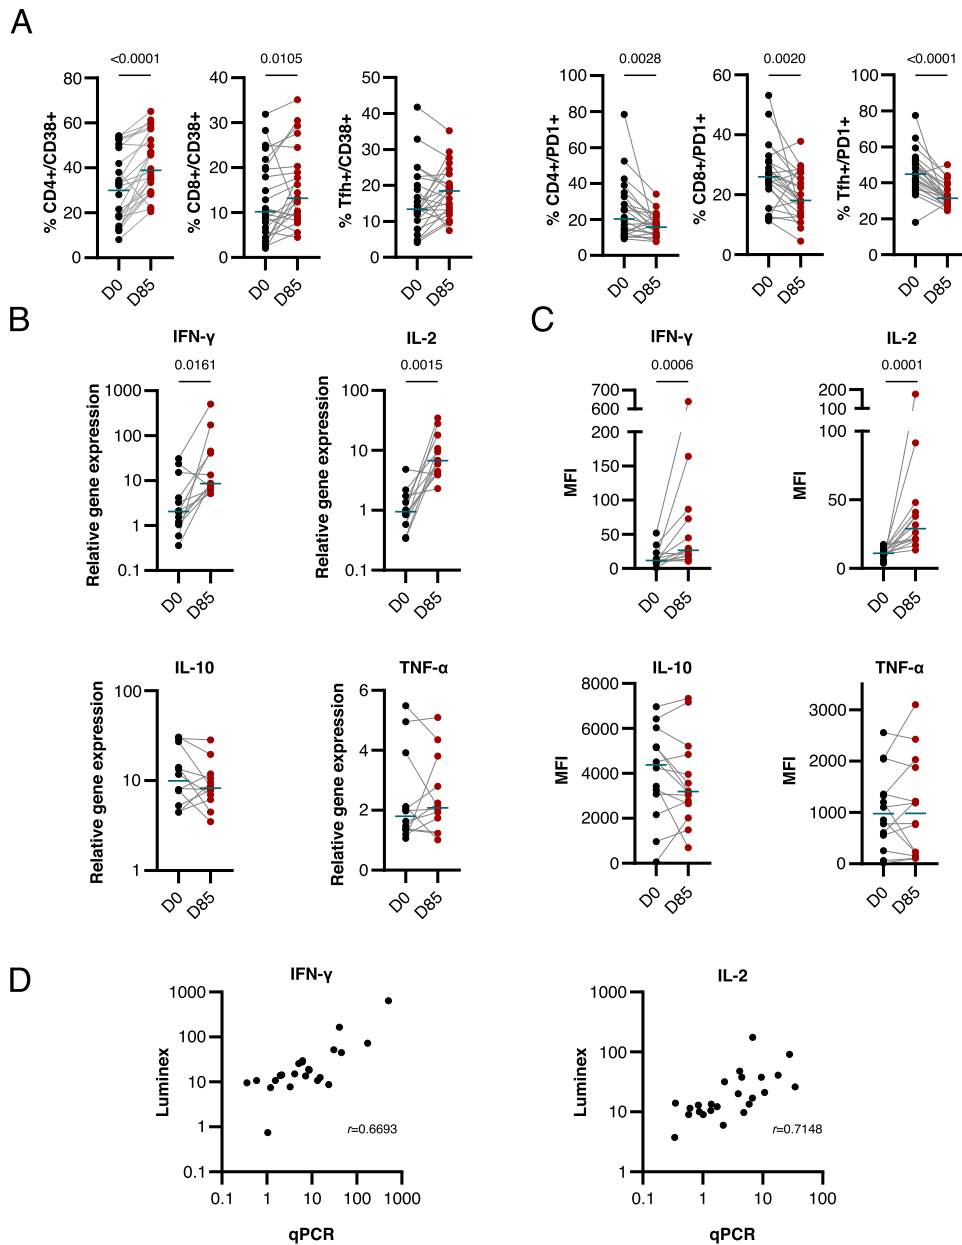 A
<0.0001
0.0105
0.0028
0.0020
<0.0001
% CD4+/CD38+
80
60
40
20
0
D0
D85
% CD8+/CD38+
40
30
20
10
0
D0
D85
% Tfh+/CD38+
50
40
30
20
10
0
D0
D85
% CD4+/PD1+
100
80
60
40
20
0
D0
D85
% CD8+/PD1+
60
40
20
0
D0
D85
% Tfh+/PD1+
100
80
60
40
20
0
D0
D85
B
IFN-γ
0.0161
Relative gene expression
1000
100
10
1
0.1
D0
D85
IL-2
0.0015
Relative gene expression
100
10
1
0.1
D0
D85
IL-10
Relative gene expression
100
10
1
D0
D85
TNF-α
Relative gene expression
6
4
2
0
D0
D85
C
IFN-γ
0.0006
MFI
700
600
200
150
100
50
0
D0
D85
IL-2
0.0001
MFI
200
100
100
50
0
D0
D85
IL-10
MFI
8000
6000
4000
2000
0
D0
D85
TNF-α
MFI
3000
2000
1000
0
D0
D85
D
IFN-γ
Luminex
1000
100
10
1
0.1
r=0.6693
0.1
1
10
100
1000
qPCR
IL-2
Luminex
1000
100
10
1
r=0.7148
0.1
1
10
100
qPCR